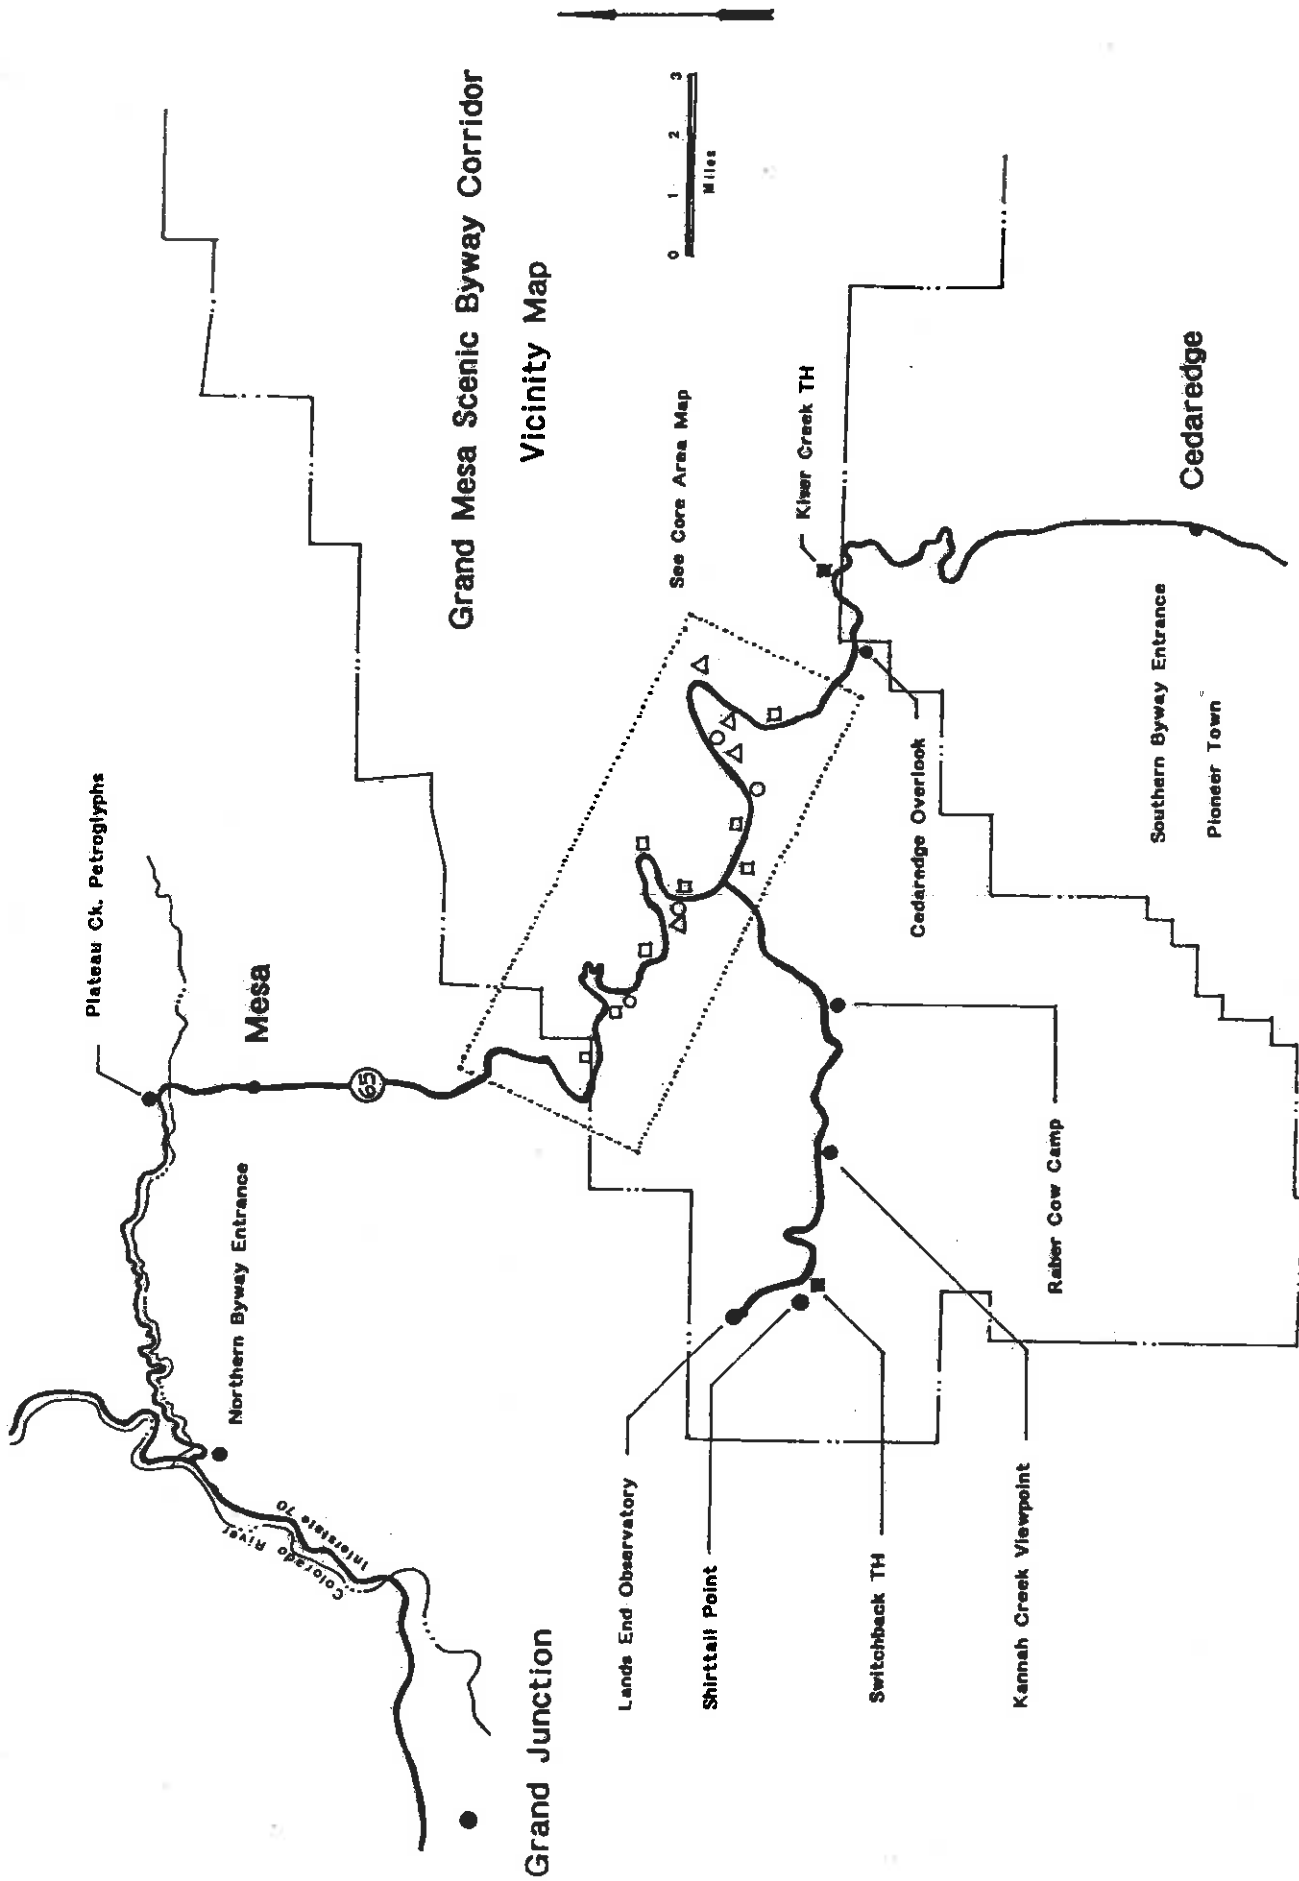 Grand Mesa Scenic Byway Corridor
Vicinity Map
0 1 2 3
Miles
See Core Area Map
Plateau Ck. Petroglyphs
Mesa
65
Northern Byway Entrance
Interstate 70
Colorado River
Grand Junction
Lands End Observatory
Shirttail Point
Switchback TH
Kannah Creek Viewpoint
Raber Cow Camp
Cedarndge Overlook
Kiser Creek TH
Cedaredge
Southern Byway Entrance
Pioneer Town